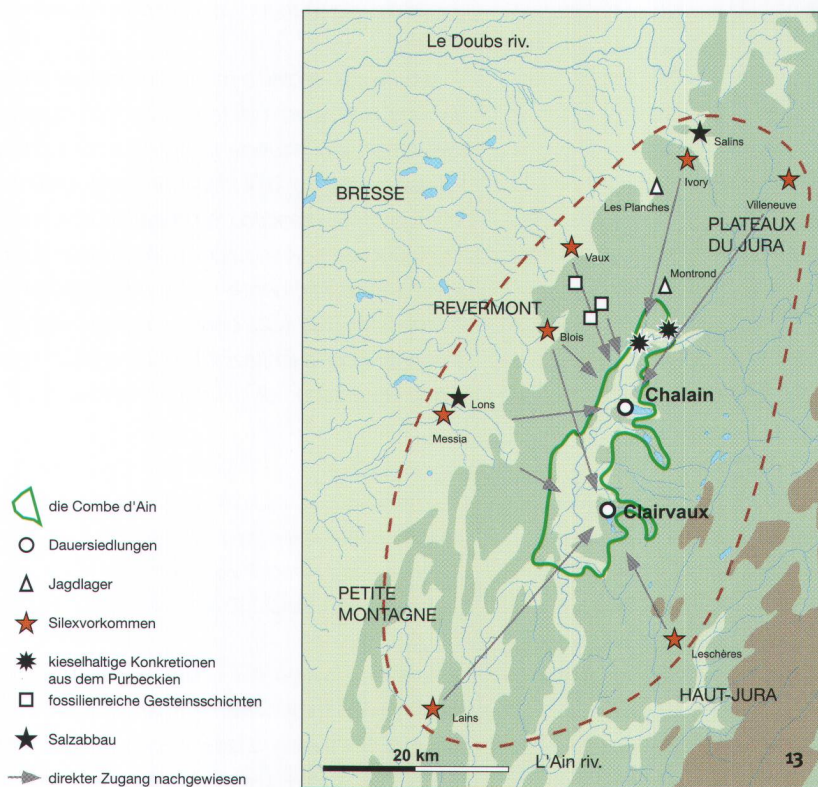 Le Doubs riv.
Salins
Ivory
Villeneuve
Les Planches
BRESSE
PLATEAUX
DU JURA
Vaux
Montrond
REVERMONT
Blois
Chalain
Lons
Messia
Clairvaux
PETITE
MONTAGNE
Leschères
HAUT-JURA
Lains
20 km
L'Ain riv.
13
die Combe d'Ain
Dauersiedlungen
Jagdlager
Silexvorkommen
kieselhaltige Konkretionen
aus dem Purbeckien
fossilienreiche Gesteinsschichten
Salzabbau
direkter Zugang nachgewiesen